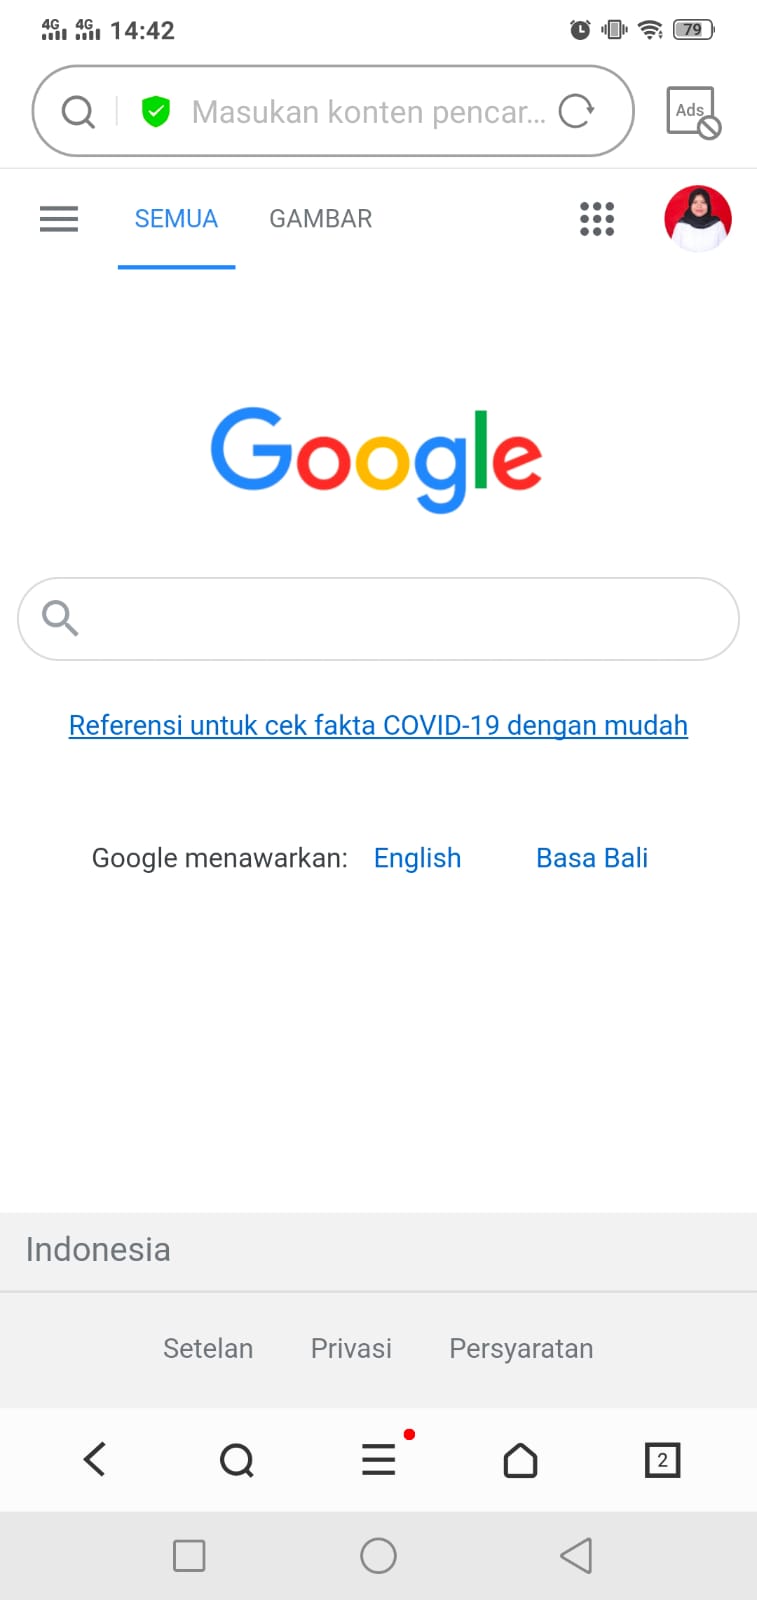 4G 4G 14:42 79
Masukan konten pencar... Ads
SEMUA GAMBAR
Google
Referensi untuk cek fakta COVID-19 dengan mudah
Google menawarkan: English Basa Bali
Indonesia
Setelan Privasi Persyaratan
2